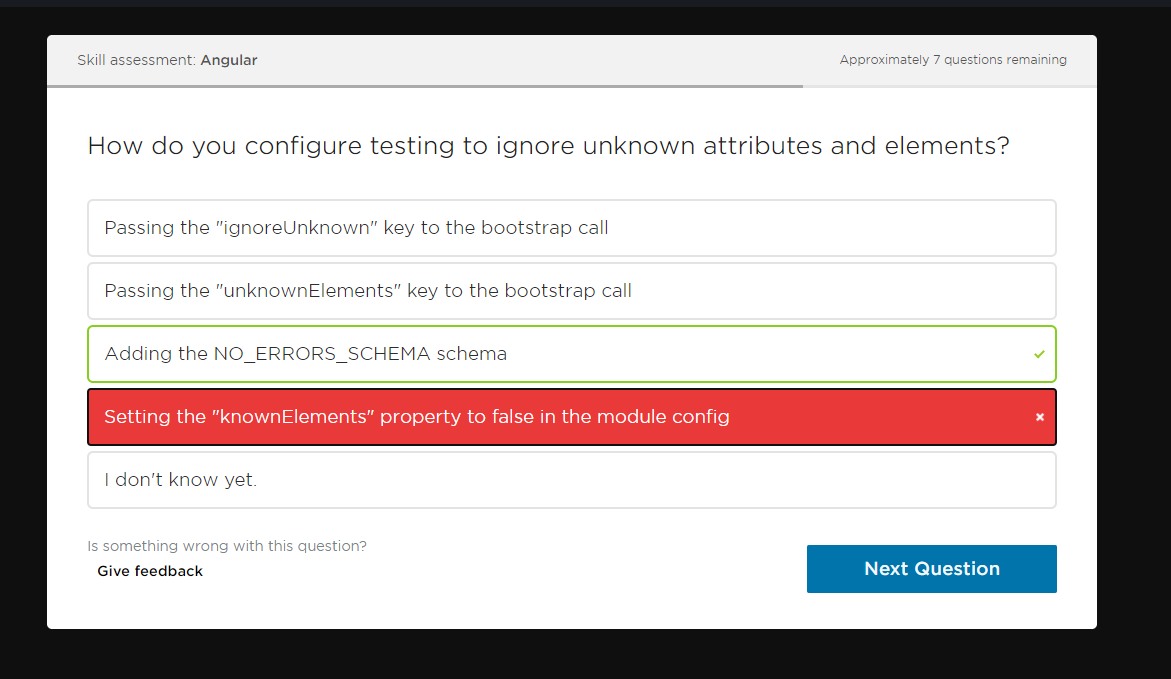 Skill assessment: Angular
Approximately 7 questions remaining
How do you configure testing to ignore unknown attributes and elements?
Passing the "ignoreUnknown" key to the bootstrap call
Passing the "unknownElements" key to the bootstrap call
Adding the NO_ERRORS_SCHEMA schema
Setting the "knownElements" property to false in the module config
I don't know yet.
Is something wrong with this question?
Give feedback
Next Question